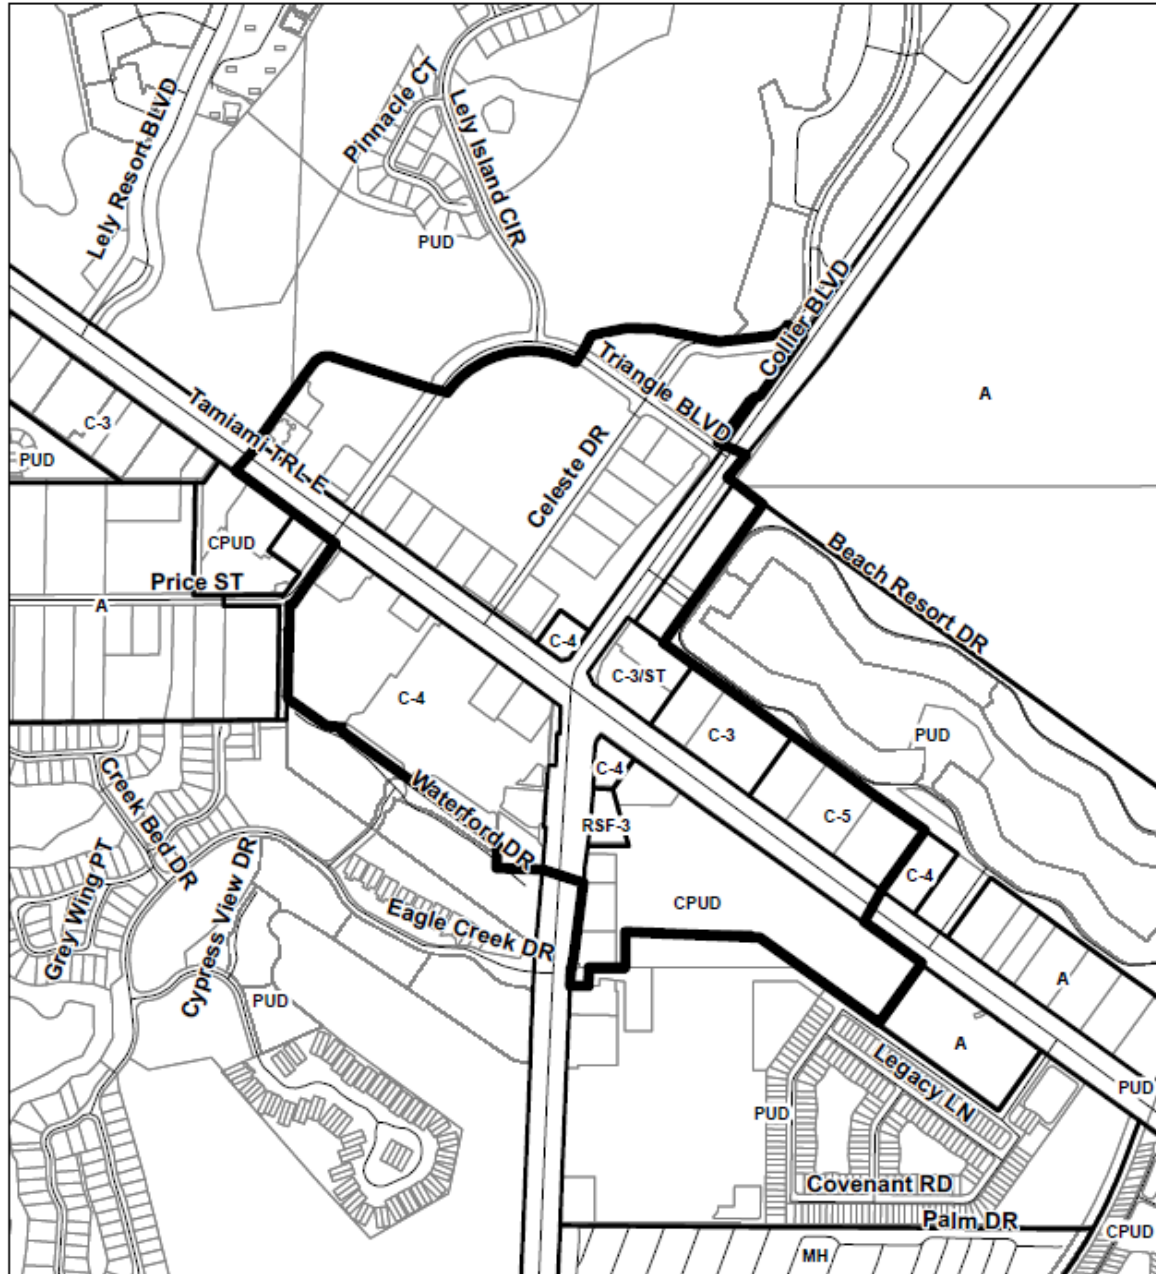 Pinnacle CT
Lely Resort BLVD
Lely Island CIR
PUD
Collier BLVD
Triangle BLVD
A
Tamiami TRL E
C-3
PUD
Celeste DR
CPUD
Beach Resort DR
Price ST
A
C-4
C-3/ST
C-4
C-3
PUD
C-4
Creek Bed DR
Waterford DR
C-5
RSF-3
Grey Wing PT
Cypress View DR
C-4
CPUD
Eagle Creek DR
PUD
A
A
Legacy LN
PUD
PUD
Covenant RD
Palm DR
CPUD
MH